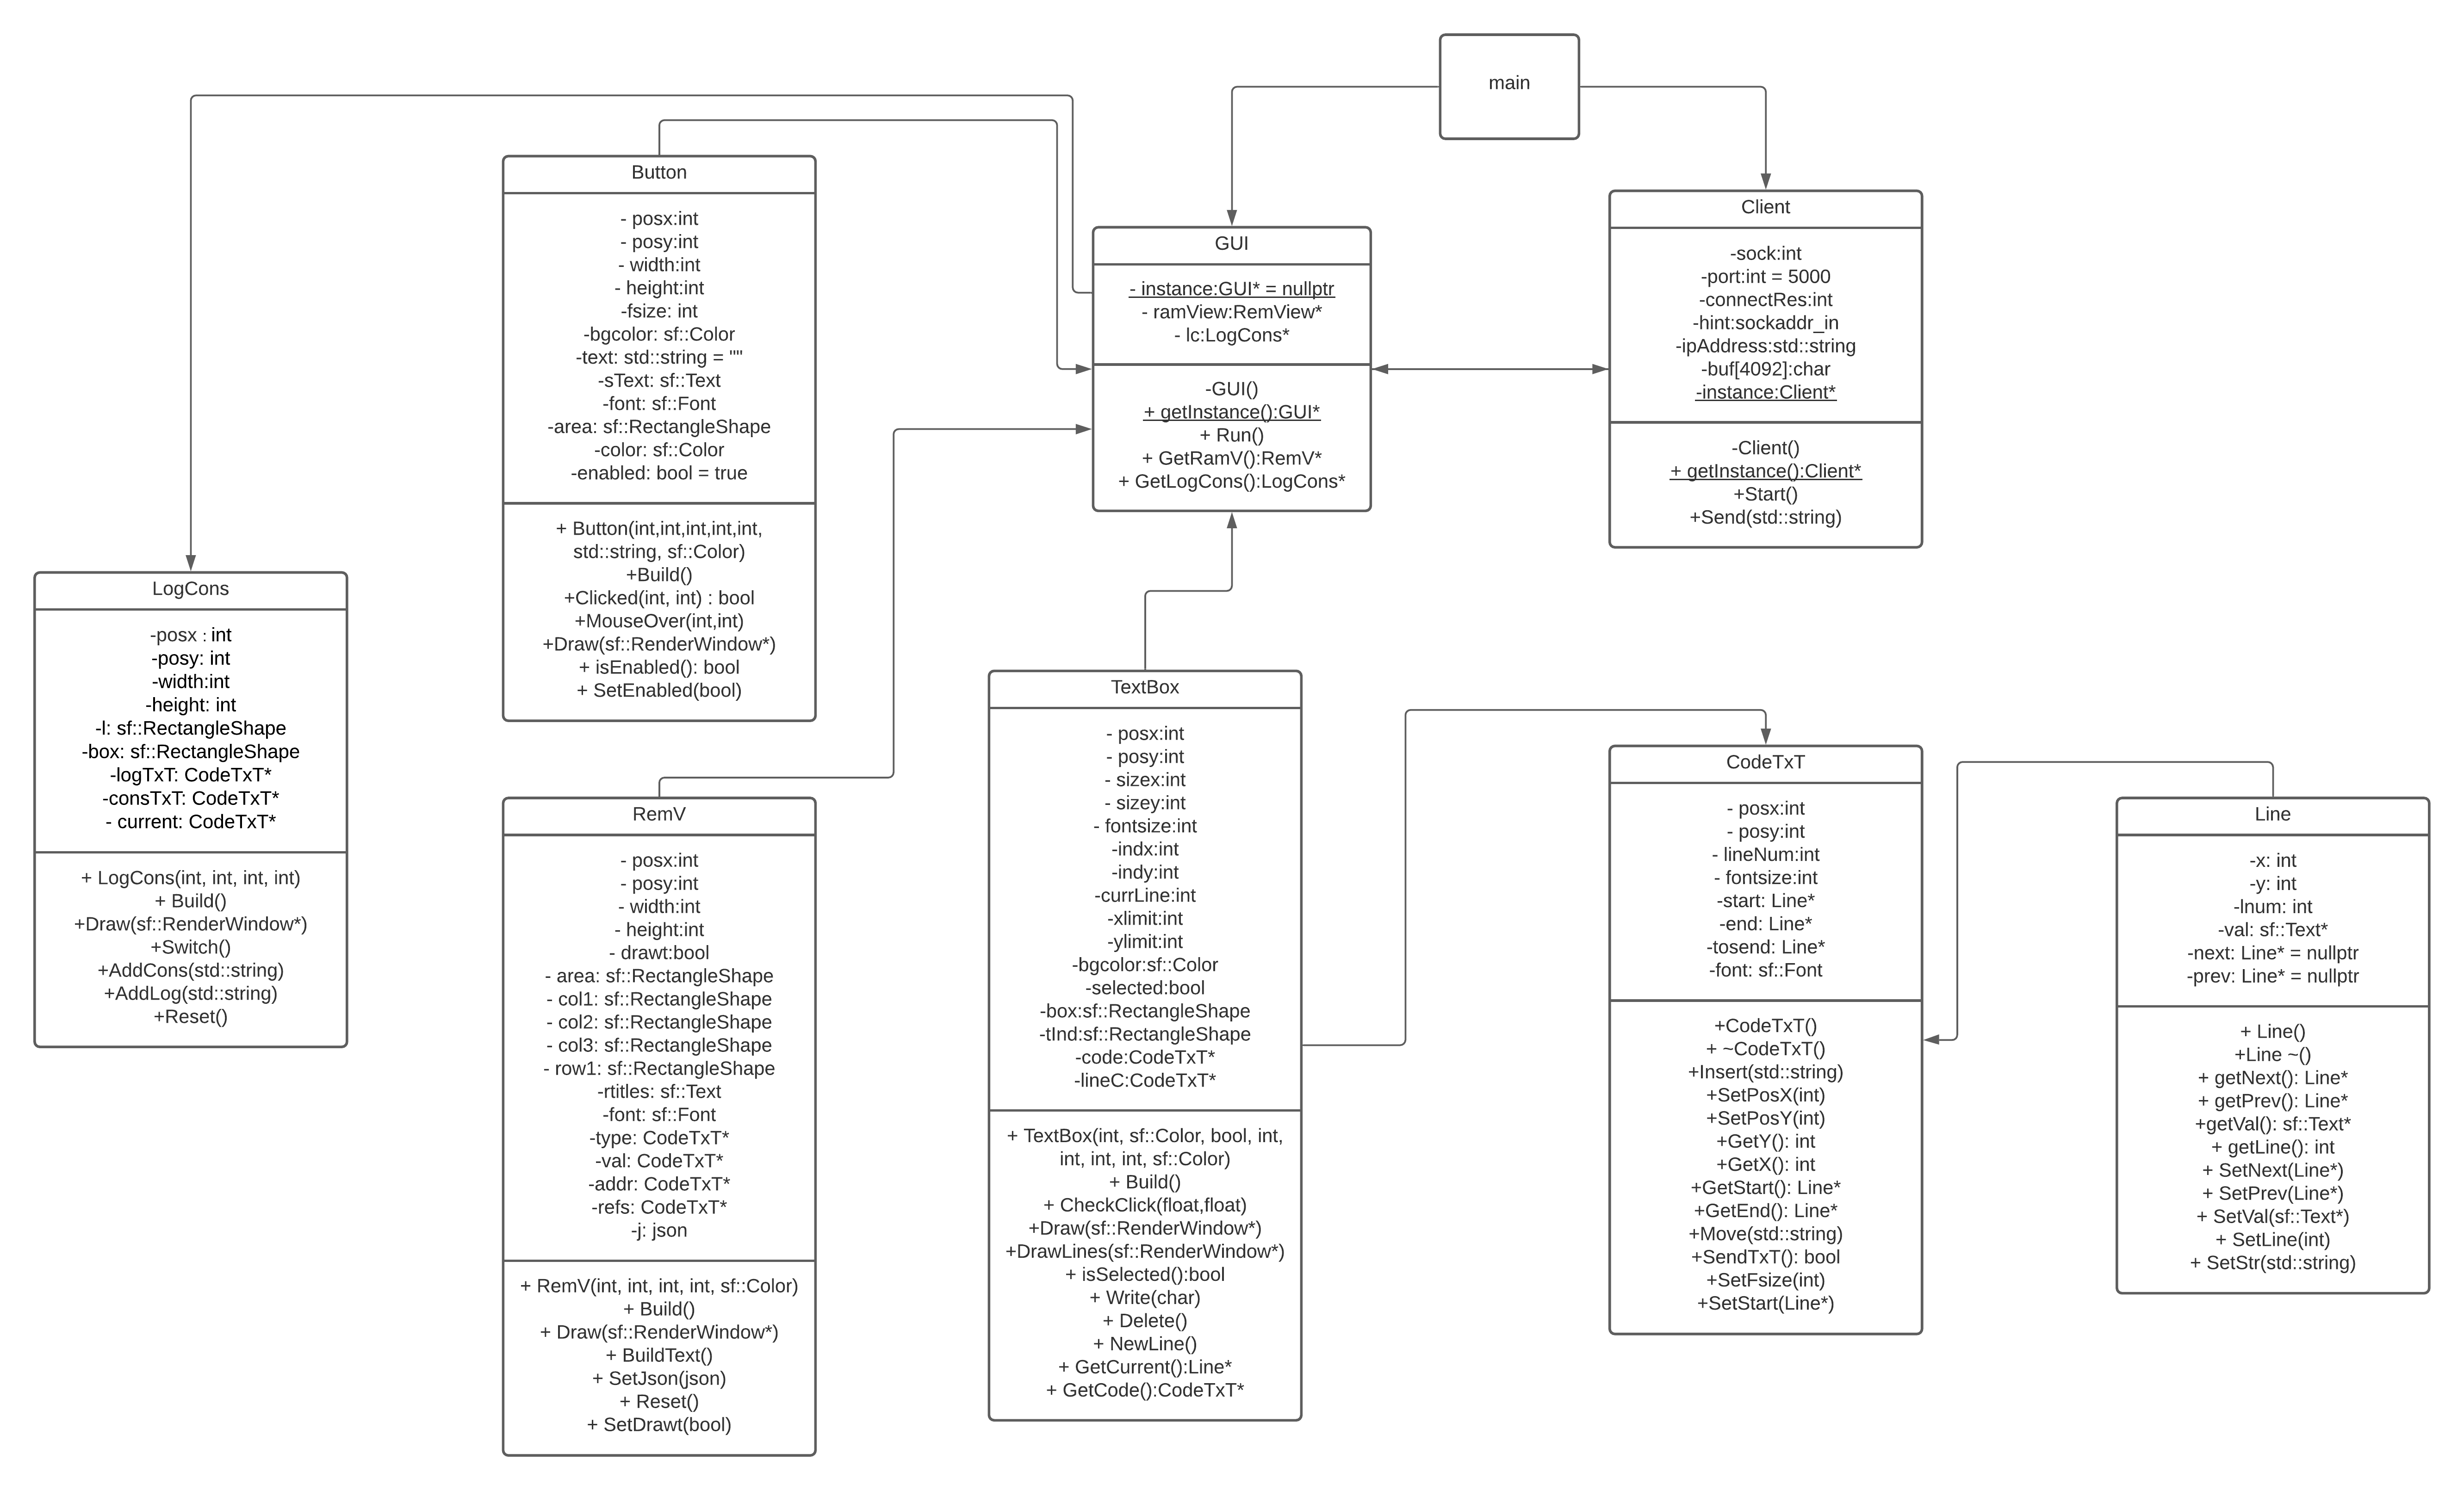 main
Button
- posx:int
- posy:int
- width:int
- height:int
-fsize: int
-bgcolor: sf::Color
-text: std::string = ""
-sText: sf::Text
-font: sf::Font
-area: sf::RectangleShape
-color: sf::Color
-enabled: bool = true
+ Button(int,int,int,int,int,
std::string, sf::Color)
+Build()
+Clicked(int, int) : bool
+MouseOver(int,int)
+Draw(sf::RenderWindow*)
+ isEnabled(): bool
+ SetEnabled(bool)
GUI
- instance:GUI* = nullptr
- ramView:RemView*
- lc:LogCons*
-GUI()
+ getInstance():GUI*
+ Run()
+ GetRamV():RemV*
+ GetLogCons():LogCons*
Client
-sock:int
-port:int = 5000
-connectRes:int
-hint:sockaddr_in
-ipAddress:std::string
-buf[4092]:char
-instance:Client*
-Client()
+ getInstance():Client*
+Start()
+Send(std::string)
LogCons
-posx : int
-posy: int
-width:int
-height: int
-l: sf::RectangleShape
-box: sf::RectangleShape
-logTxT: CodeTxT*
-consTxT: CodeTxT*
- current: CodeTxT*
+ LogCons(int, int, int, int)
+ Build()
+Draw(sf::RenderWindow*)
+Switch()
+AddCons(std::string)
+AddLog(std::string)
+Reset()
RemV
- posx:int
- posy:int
- width:int
- height:int
- drawt:bool
- area: sf::RectangleShape
- col1: sf::RectangleShape
- col2: sf::RectangleShape
- col3: sf::RectangleShape
- row1: sf::RectangleShape
-rtitles: sf::Text
-font: sf::Font
-type: CodeTxT*
-val: CodeTxT*
-addr: CodeTxT*
-refs: CodeTxT*
-j: json
+ RemV(int, int, int, int, sf::Color)
+ Build()
+ Draw(sf::RenderWindow*)
+ BuildText()
+ SetJson(json)
+ Reset()
+ SetDrawt(bool)
TextBox
- posx:int
- posy:int
- sizex:int
- sizey:int
- fontsize:int
-indx:int
-indy:int
-currLine:int
-xlimit:int
-ylimit:int
-bgcolor:sf::Color
-selected:bool
-box:sf::RectangleShape
-tInd:sf::RectangleShape
-code:CodeTxT*
-lineC:CodeTxT*
+ TextBox(int, sf::Color, bool, int,
int, int, int, sf::Color)
+ Build()
+ CheckClick(float,float)
+Draw(sf::RenderWindow*)
+DrawLines(sf::RenderWindow*)
+ isSelected():bool
+ Write(char)
+ Delete()
+ NewLine()
+ GetCurrent():Line*
+ GetCode():CodeTxT*
CodeTxT
- posx:int
- posy:int
- lineNum:int
- fontsize:int
-start: Line*
-end: Line*
-tosend: Line*
-font: sf::Font
+CodeTxT()
+ ~CodeTxT()
+Insert(std::string)
+SetPosX(int)
+SetPosY(int)
+GetY(): int
+GetX(): int
+GetStart(): Line*
+GetEnd(): Line*
+Move(std::string)
+SendTxT(): bool
+SetFsize(int)
+SetStart(Line*)
Line
-x: int
-y: int
-lnum: int
-val: sf::Text*
-next: Line* = nullptr
-prev: Line* = nullptr
+ Line()
+Line ~()
+ getNext(): Line*
+ getPrev(): Line*
+getVal(): sf::Text*
+ getLine(): int
+ SetNext(Line*)
+ SetPrev(Line*)
+ SetVal(sf::Text*)
+ SetLine(int)
+ SetStr(std::string)